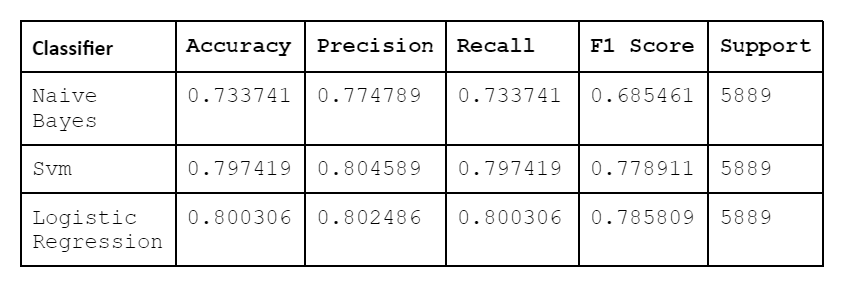 Classifier Accuracy Precision Recall F1 Score Support
Naive 0.733741 0.774789 0.733741 0.685461 5889
Bayes
Svm 0.797419 0.804589 0.797419 0.778911 5889
Logistic 0.800306 0.802486 0.800306 0.785809 5889
Regression